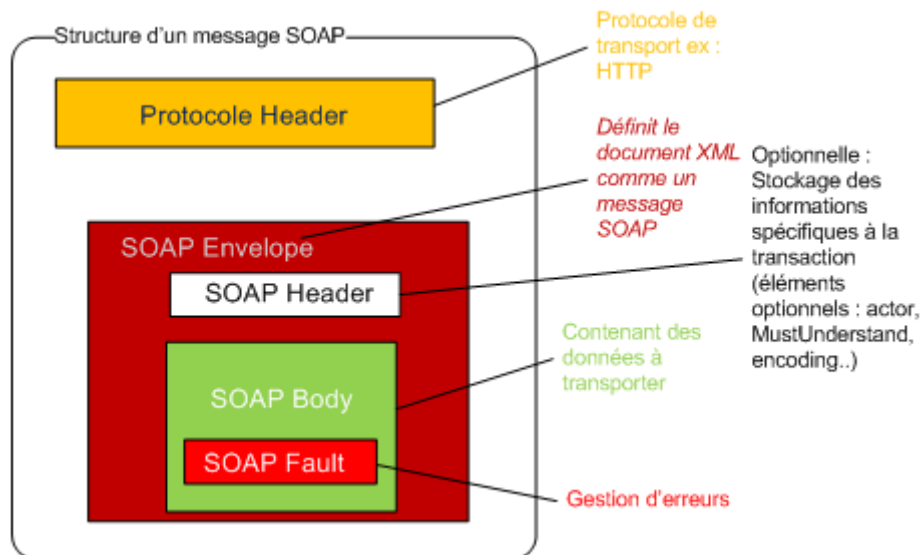 Structure d'un message SOAP
Protocole de
transport ex :
HTTP
Protocole Header
Définit le
document XML
comme un
message
SOAP
Optionnelle :
Stockage des
informations
spécifiques à la
transaction
(éléments
optionnels : actor,
MustUnderstand,
encoding..)
SOAP Envelope
SOAP Header
Contenant des
données à
transporter
SOAP Body
SOAP Fault
Gestion d'erreurs